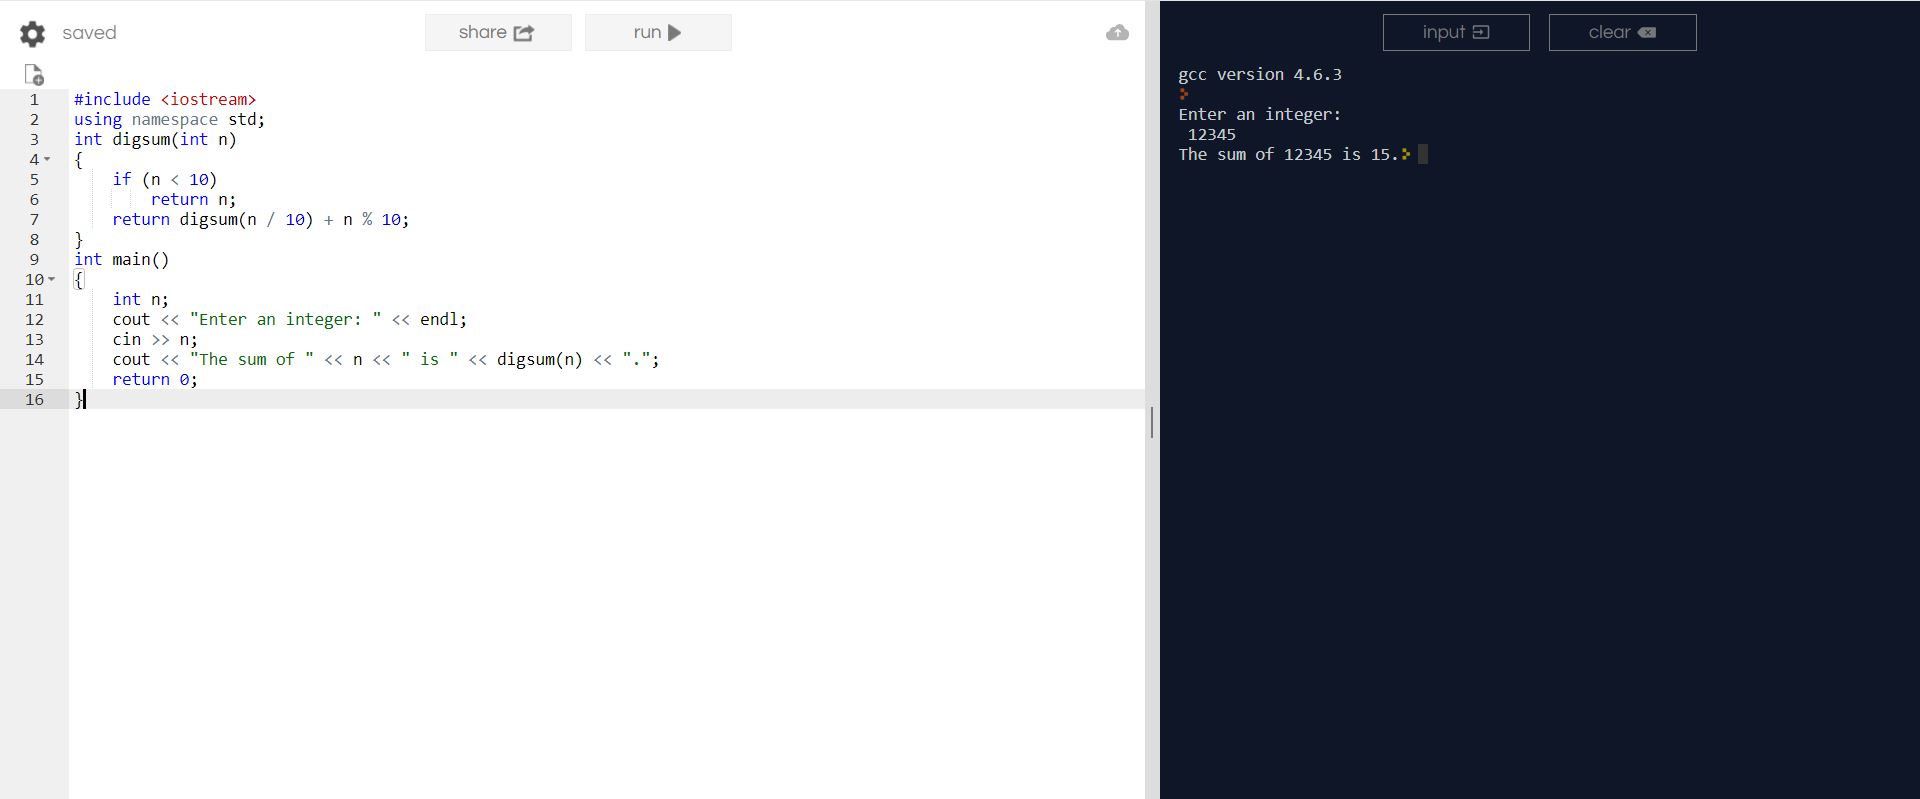 saved
share
run
1 #include <iostream>
2 using namespace std;
3 int digsum(int n)
4 {
5     if (n < 10)
6         return n;
7     return digsum(n / 10) + n % 10;
8 }
9 int main()
10 {
11     int n;
12     cout << "Enter an integer: " << endl;
13     cin >> n;
14     cout << "The sum of " << n << " is " << digsum(n) << ".";
15     return 0;
16 }
input
clear
gcc version 4.6.3
>
Enter an integer:
 12345
The sum of 12345 is 15.>